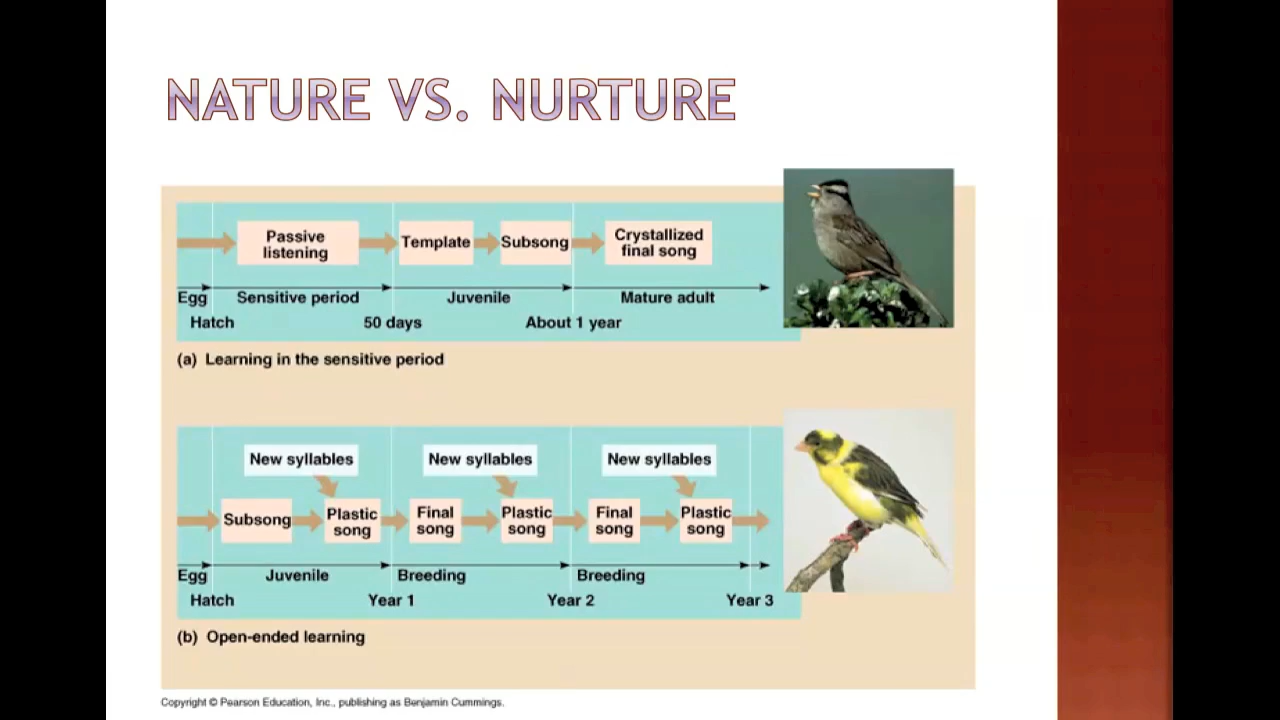 NATURE VS. NURTURE
Passive
listening
Template
Subsong
Crystallized
final song
Egg
Sensitive period
Juvenile
Mature adult
Hatch
50 days
About 1 year
(a) Learning in the sensitive period
New syllables
New syllables
New syllables
Subsong
Plastic
song
Final
song
Plastic
song
Final
song
Plastic
song
Egg
Juvenile
Breeding
Breeding
Hatch
Year 1
Year 2
Year 3
(b) Open-ended learning
Copyright © Pearson Education, Inc., publishing as Benjamin Cummings.